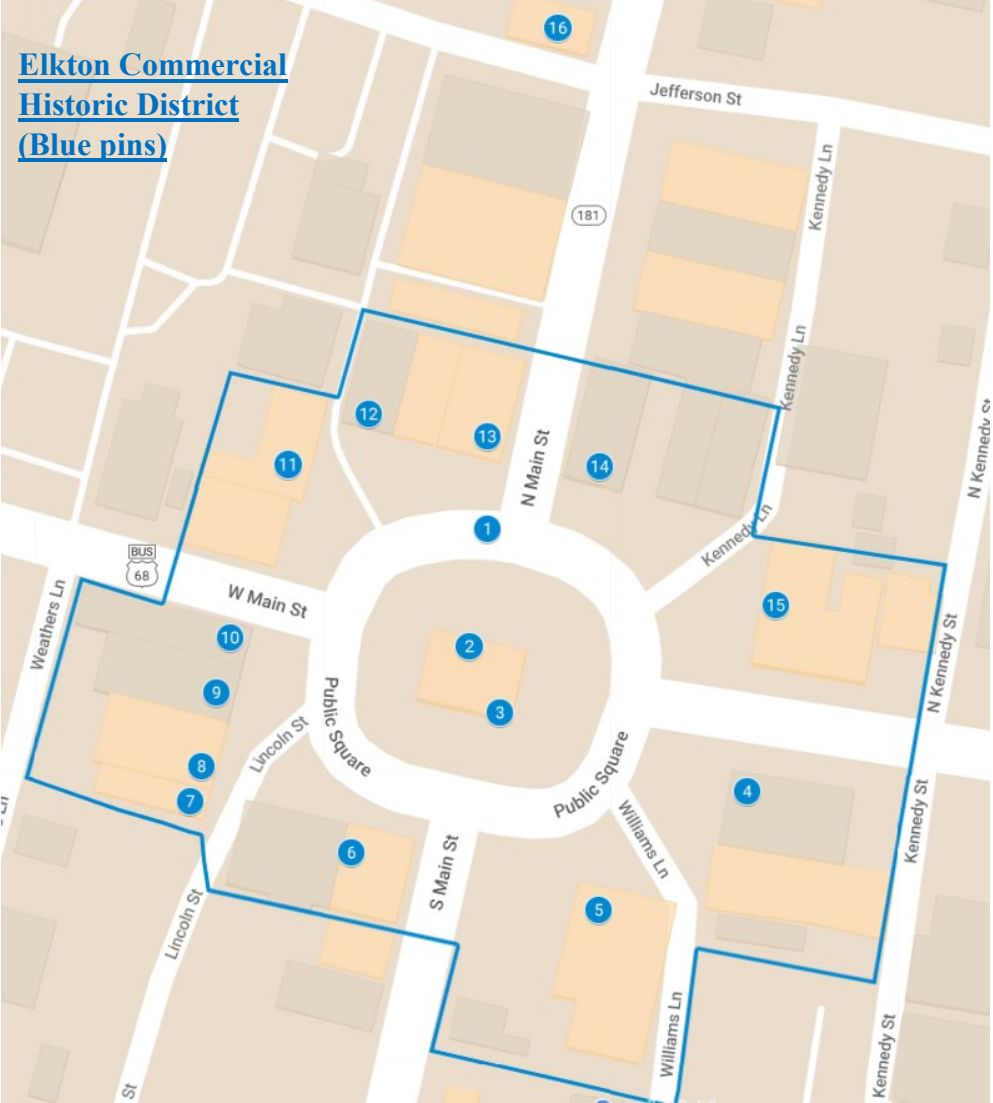 Elkton Commercial
Historic District
(Blue pins)
16
Jefferson St
Kennedy Ln
181
Kennedy Ln
N Kennedy St
12
13
N Main St
11
14
1
Kennedy Ln
BUS
68
W Main St
15
Weathers Ln
10
2
N Kennedy St
9
3
Public Square
Lincoln St
8
Public Square
4
7
Williams Ln
Kennedy St
6
S Main St
5
Lincoln St
Williams Ln
Kennedy St
St